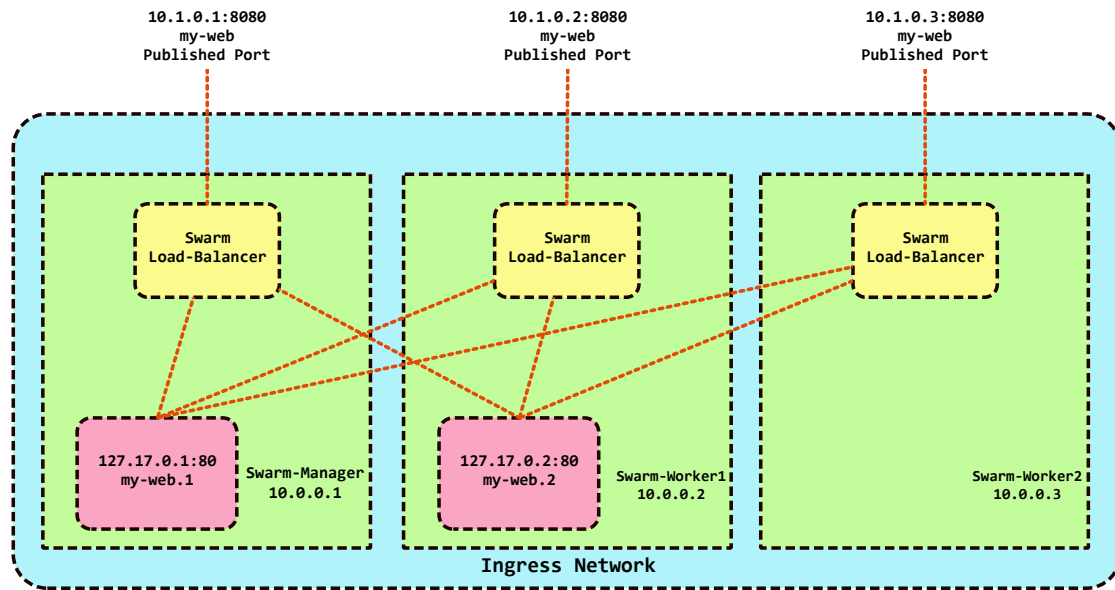 10.1.0.1:8080
my-web
Published Port
10.1.0.2:8080
my-web
Published Port
10.1.0.3:8080
my-web
Published Port
Swarm
Load-Balancer
Swarm
Load-Balancer
Swarm
Load-Balancer
127.17.0.1:80
my-web.1
Swarm-Manager
10.0.0.1
127.17.0.2:80
my-web.2
Swarm-Worker1
10.0.0.2
Swarm-Worker2
10.0.0.3
Ingress Network